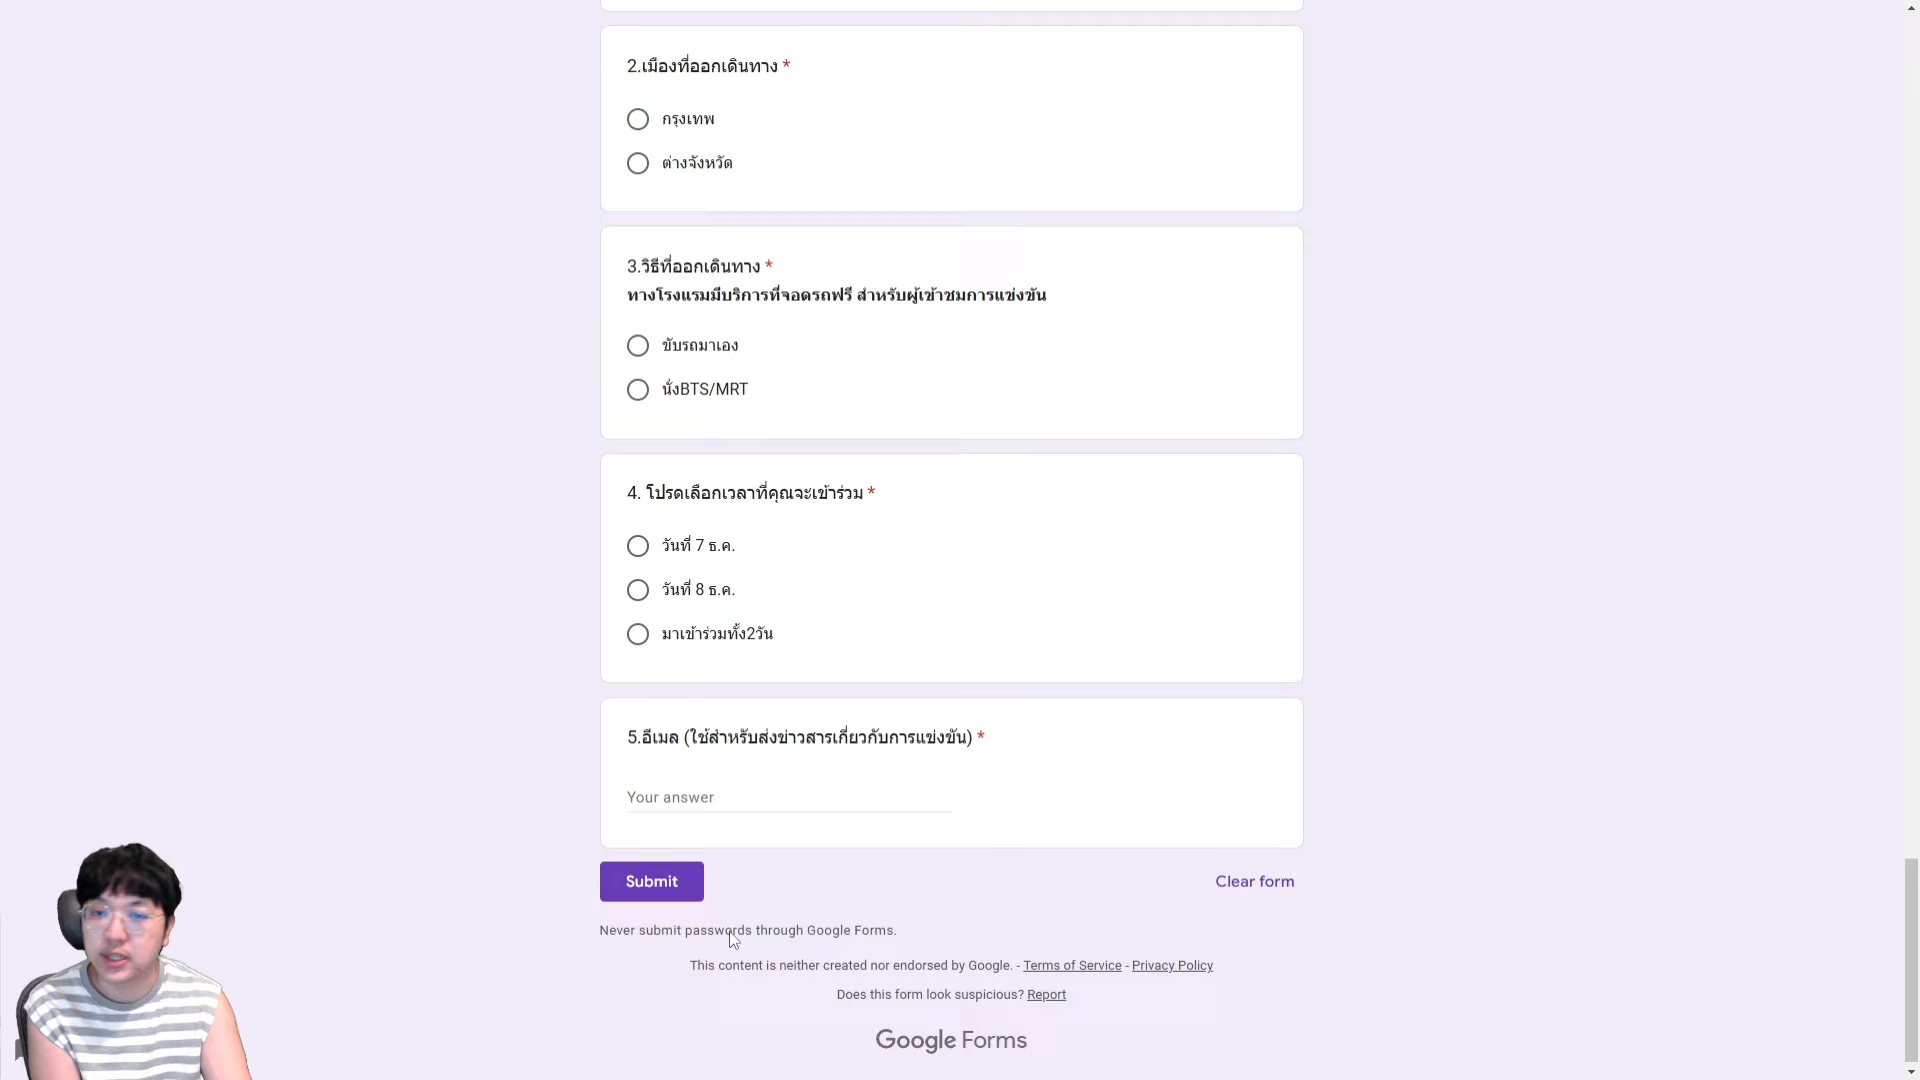 2.เมืองที่ออกเดินทาง *
กรุงเทพ
ต่างจังหวัด
3.วิธีที่ออกเดินทาง *
ทางโรงแรมมีบริการที่จอดรถฟรี สำหรับผู้เข้าชมการแข่งขัน
ขับรถมาเอง
นั่งBTS/MRT
4. โปรดเลือกเวลาที่คุณจะเข้าร่วม *
วันที่ 7 ธ.ค.
วันที่ 8 ธ.ค.
มาเข้าร่วมทั้ง2วัน
5.อีเมล (ใช้สำหรับส่งข่าวสารเกี่ยวกับการแข่งขัน) *
Your answer
Submit Clear form
Never submit passwords through Google Forms.
This content is neither created nor endorsed by Google. - Terms of Service - Privacy Policy
Does this form look suspicious? Report
Google Forms